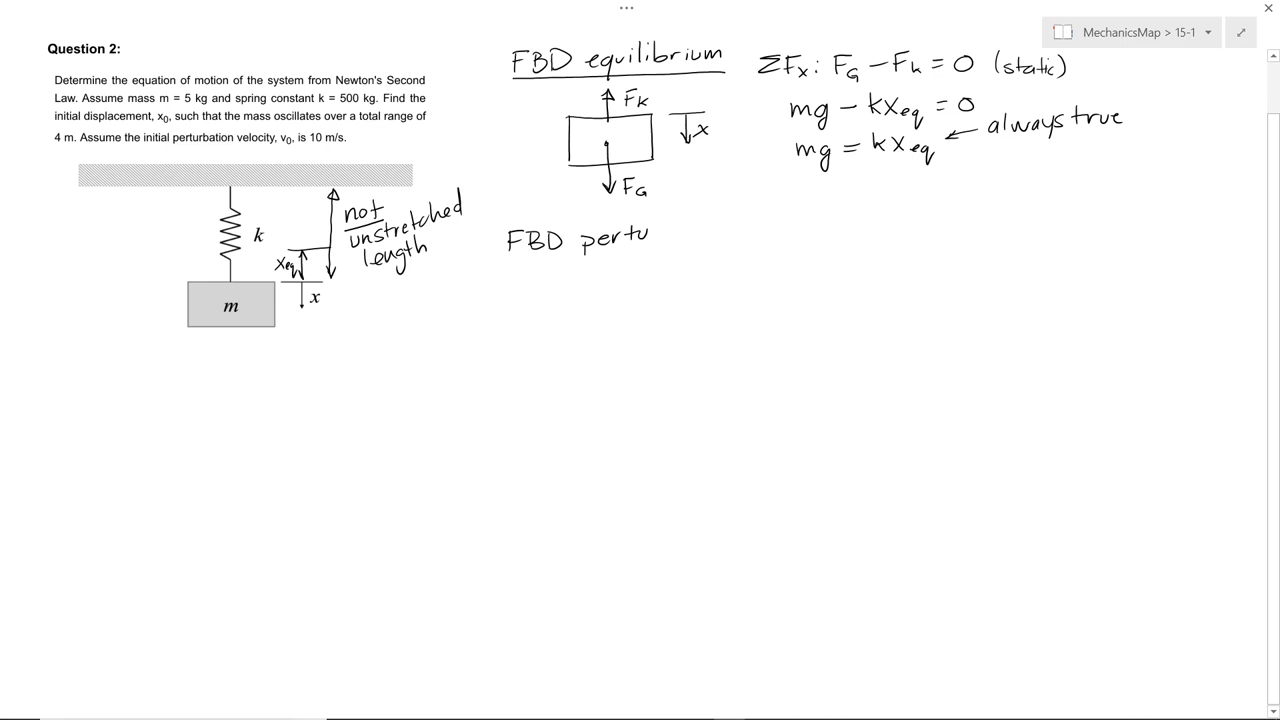 MechanicsMap > 15-1
Question 2:
Determine the equation of motion of the system from Newton's Second
Law. Assume mass m = 5 kg and spring constant k = 500 kg. Find the
initial displacement, x₀, such that the mass oscillates over a total range of
4 m. Assume the initial perturbation velocity, v₀, is 10 m/s.
k
not
unstretched
length
xeq
x
m
FBD equilibrium
FK
x
FG
ΣFx: FG - Fk = 0 (static)
mg - kxeq = 0
mg = kxeq ← always true
FBD pertu